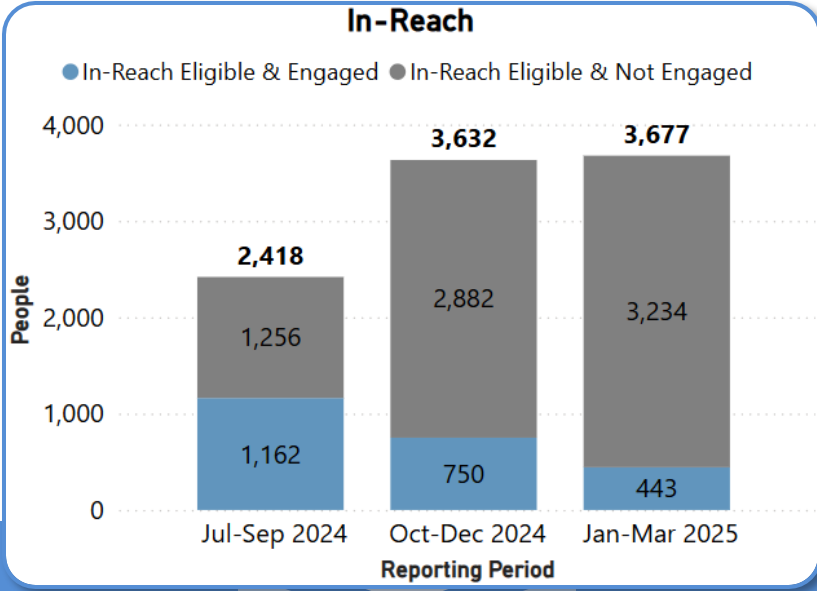 In-Reach
In-Reach Eligible & Engaged In-Reach Eligible & Not Engaged
4,000
3,000
2,000
1,000
0
People
2,418
1,256
1,162
3,632
2,882
750
3,677
3,234
443
Jul-Sep 2024 Oct-Dec 2024 Jan-Mar 2025
Reporting Period